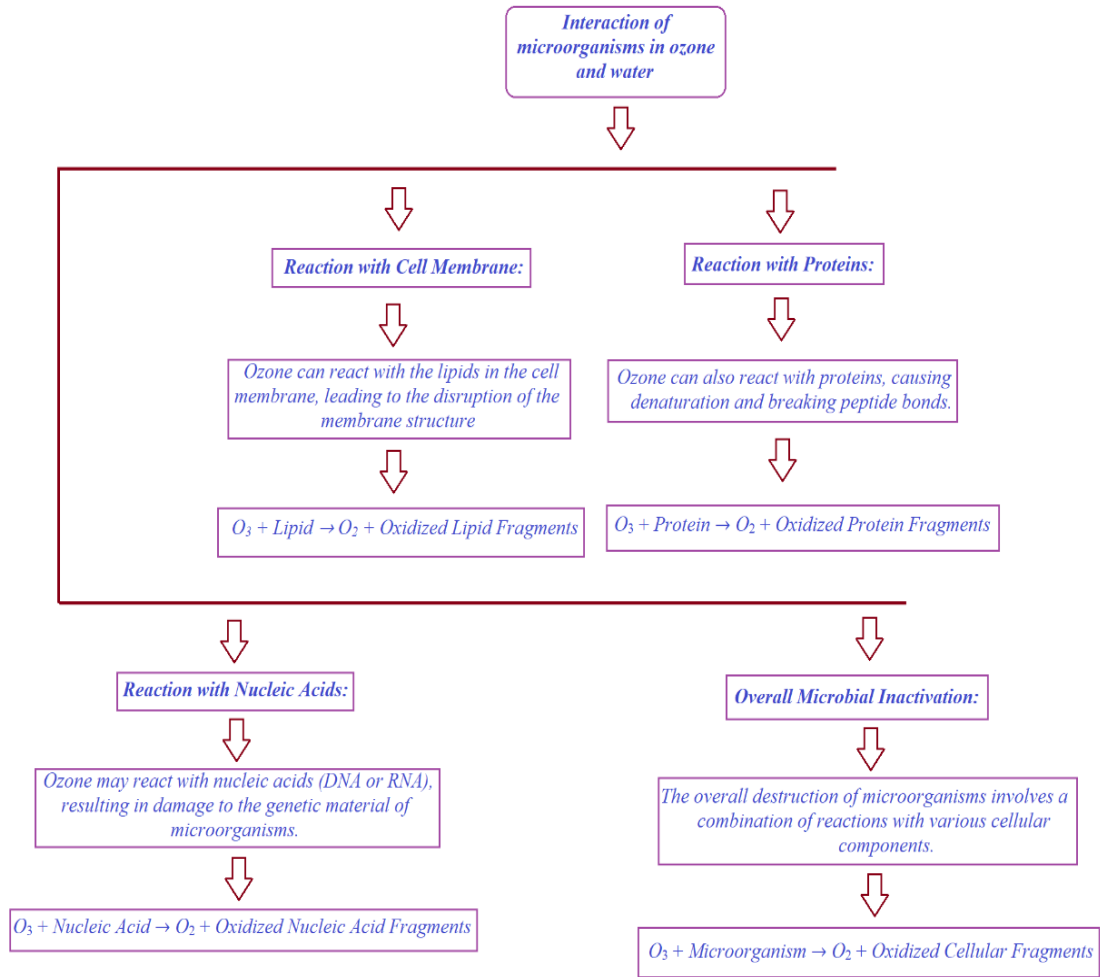 Interaction of
microorganisms in ozone
and water
Reaction with Cell Membrane:
Reaction with Proteins:
Ozone can react with the lipids in the cell
membrane, leading to the disruption of the
membrane structure
Ozone can also react with proteins, causing
denaturation and breaking peptide bonds.
O₃ + Lipid → O₂ + Oxidized Lipid Fragments
O₃ + Protein → O₂ + Oxidized Protein Fragments
Reaction with Nucleic Acids:
Overall Microbial Inactivation:
Ozone may react with nucleic acids (DNA or RNA),
resulting in damage to the genetic material of
microorganisms.
The overall destruction of microorganisms involves a
combination of reactions with various cellular
components.
O₃ + Nucleic Acid → O₂ + Oxidized Nucleic Acid Fragments
O₃ + Microorganism → O₂ + Oxidized Cellular Fragments